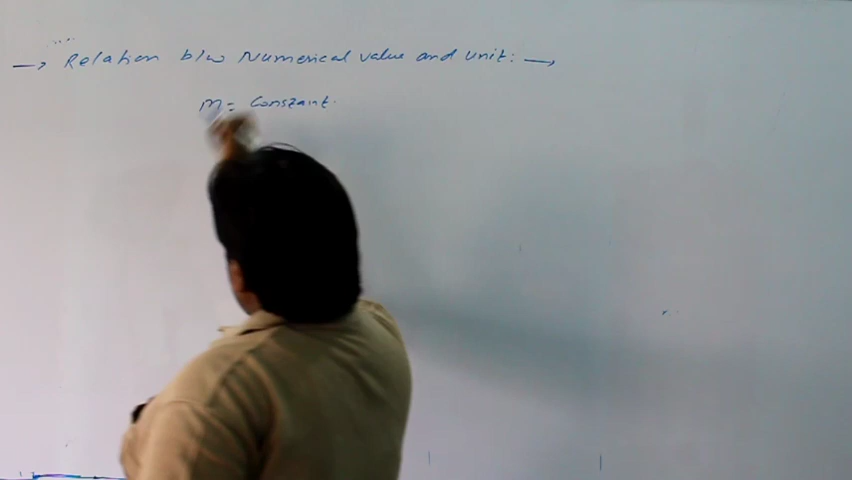 → Relation b/w Numerical value and unit: →
m = Constant.